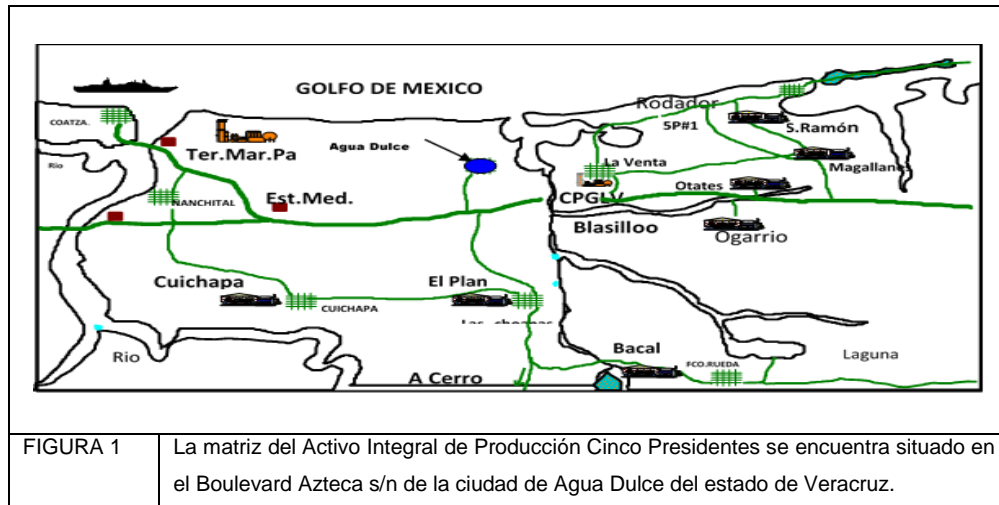 GOLFO DE MEXICO
COATZA.
Rodador
5P#1
S.Ramón
Ter.Mar.Pa
Agua Dulce
Rio
La Venta
Magallane
Otates
NANCHITAL
Est.Med.
CPGLV
Blasilloo
Ogarrio
Cuichapa
El Plan
CUICHAPA
Las choapas
Bacal
Rio
Laguna
FCO.RUEDA
A Cerro
FIGURA 1
La matriz del Activo Integral de Producción Cinco Presidentes se encuentra situado en
el Boulevard Azteca s/n de la ciudad de Agua Dulce del estado de Veracruz.